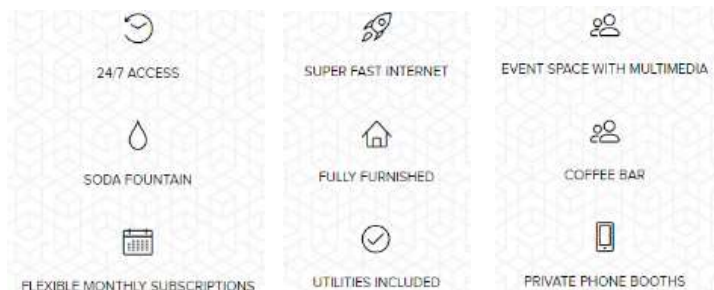 24/7 ACCESS
SUPER FAST INTERNET
EVENT SPACE WITH MULTIMEDIA
SODA FOUNTAIN
FULLY FURNISHED
COFFEE BAR
FLEXIBLE MONTHLY SUBSCRIPTIONS
UTILITIES INCLUDED
PRIVATE PHONE BOOTHS